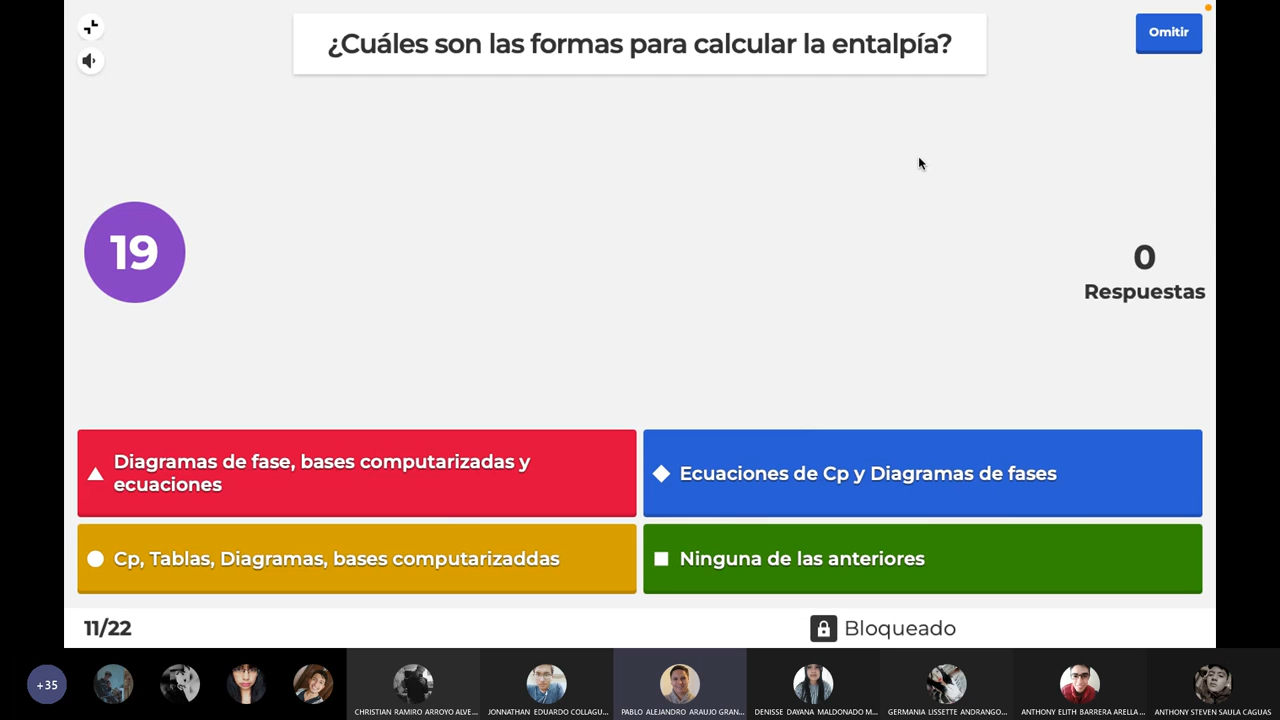 ¿Cuáles son las formas para calcular la entalpía?
Omitir
19
0
Respuestas
Diagramas de fase, bases computarizadas y
ecuaciones
Ecuaciones de Cp y Diagramas de fases
Cp, Tablas, Diagramas, bases computarizaddas
Ninguna de las anteriores
11/22
Bloqueado
+35
CHRISTIAN RAMIRO ARROYO ALVE...
JONNATHAN EDUARDO COLLAGU...
PABLO ALEJANDRO ARAUJO GRAN...
DENISSE DAYANA MALDONADO M...
GERMANIA LISSETTE ANDRANGO...
ANTHONY ELITH BARRERA ARELLA ...
ANTHONY STEVEN SAULA CAGUAS